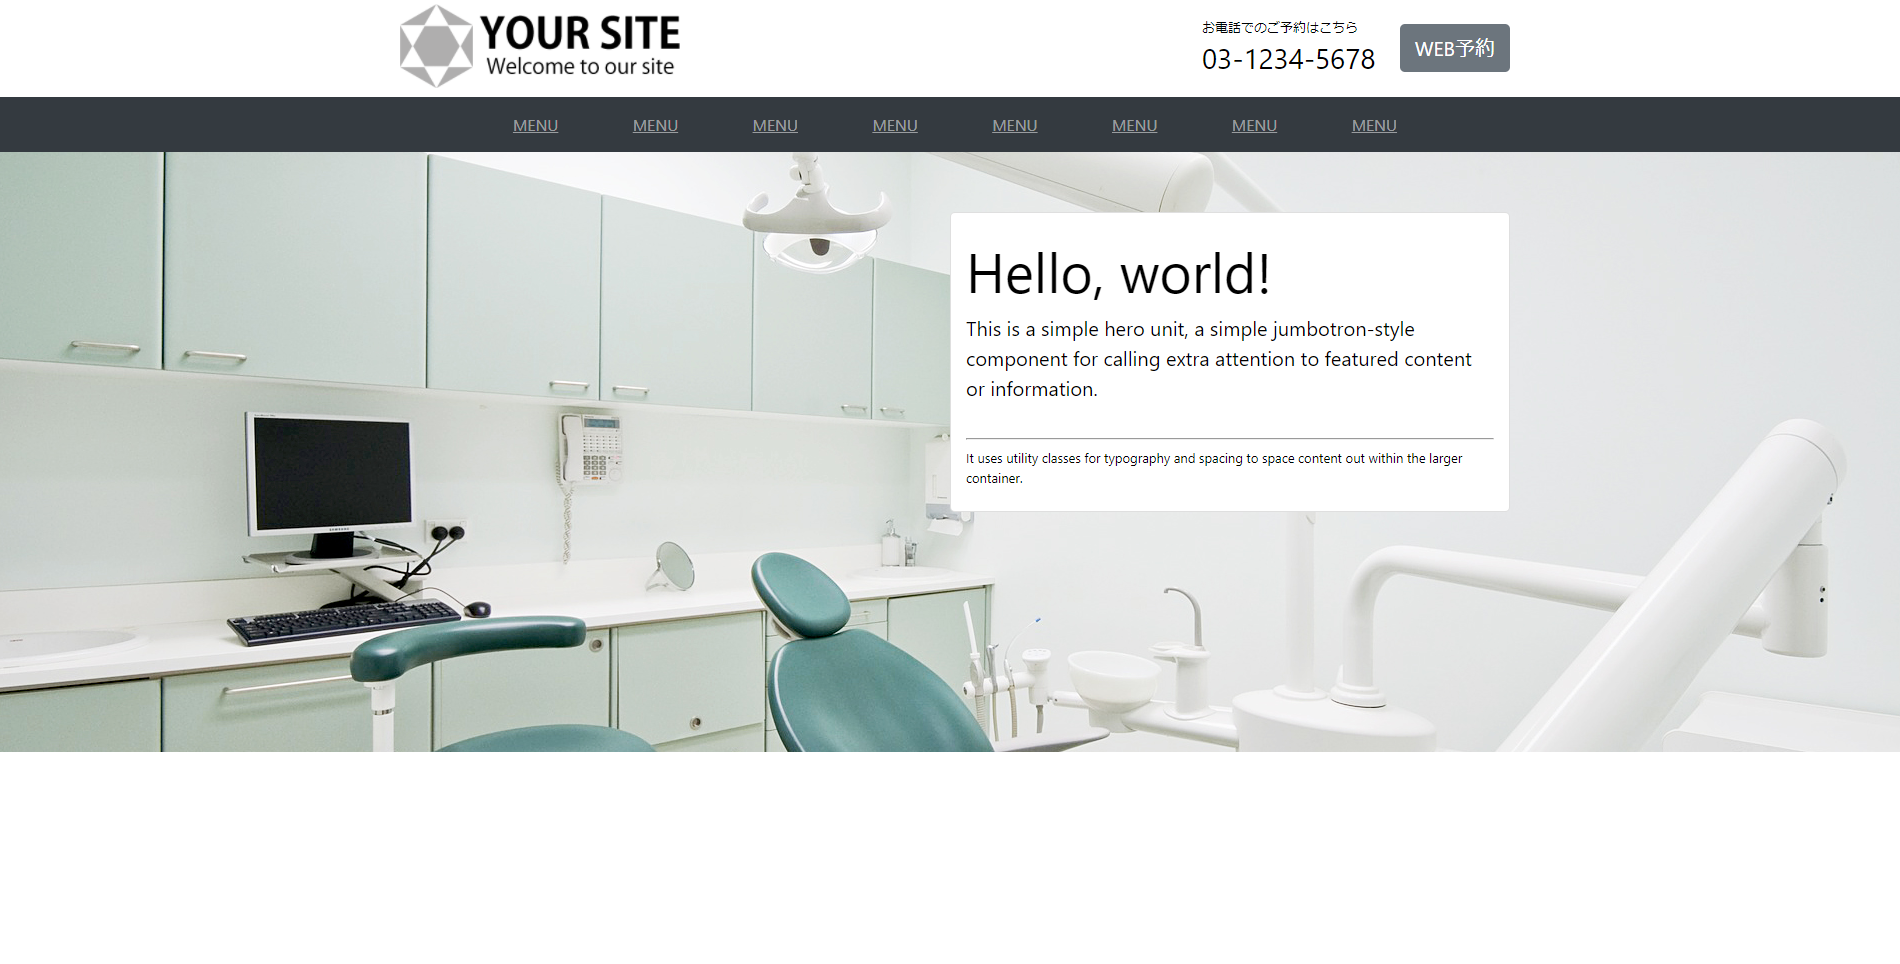 YOUR SITE
Welcome to our site
お電話でのご予約はこちら
03-1234-5678
WEB予約
MENU MENU MENU MENU MENU MENU MENU MENU
Hello, world!
This is a simple hero unit, a simple jumbotron-style
component for calling extra attention to featured content
or information.
It uses utility classes for typography and spacing to space content out within the larger
container.
SAMSUNG